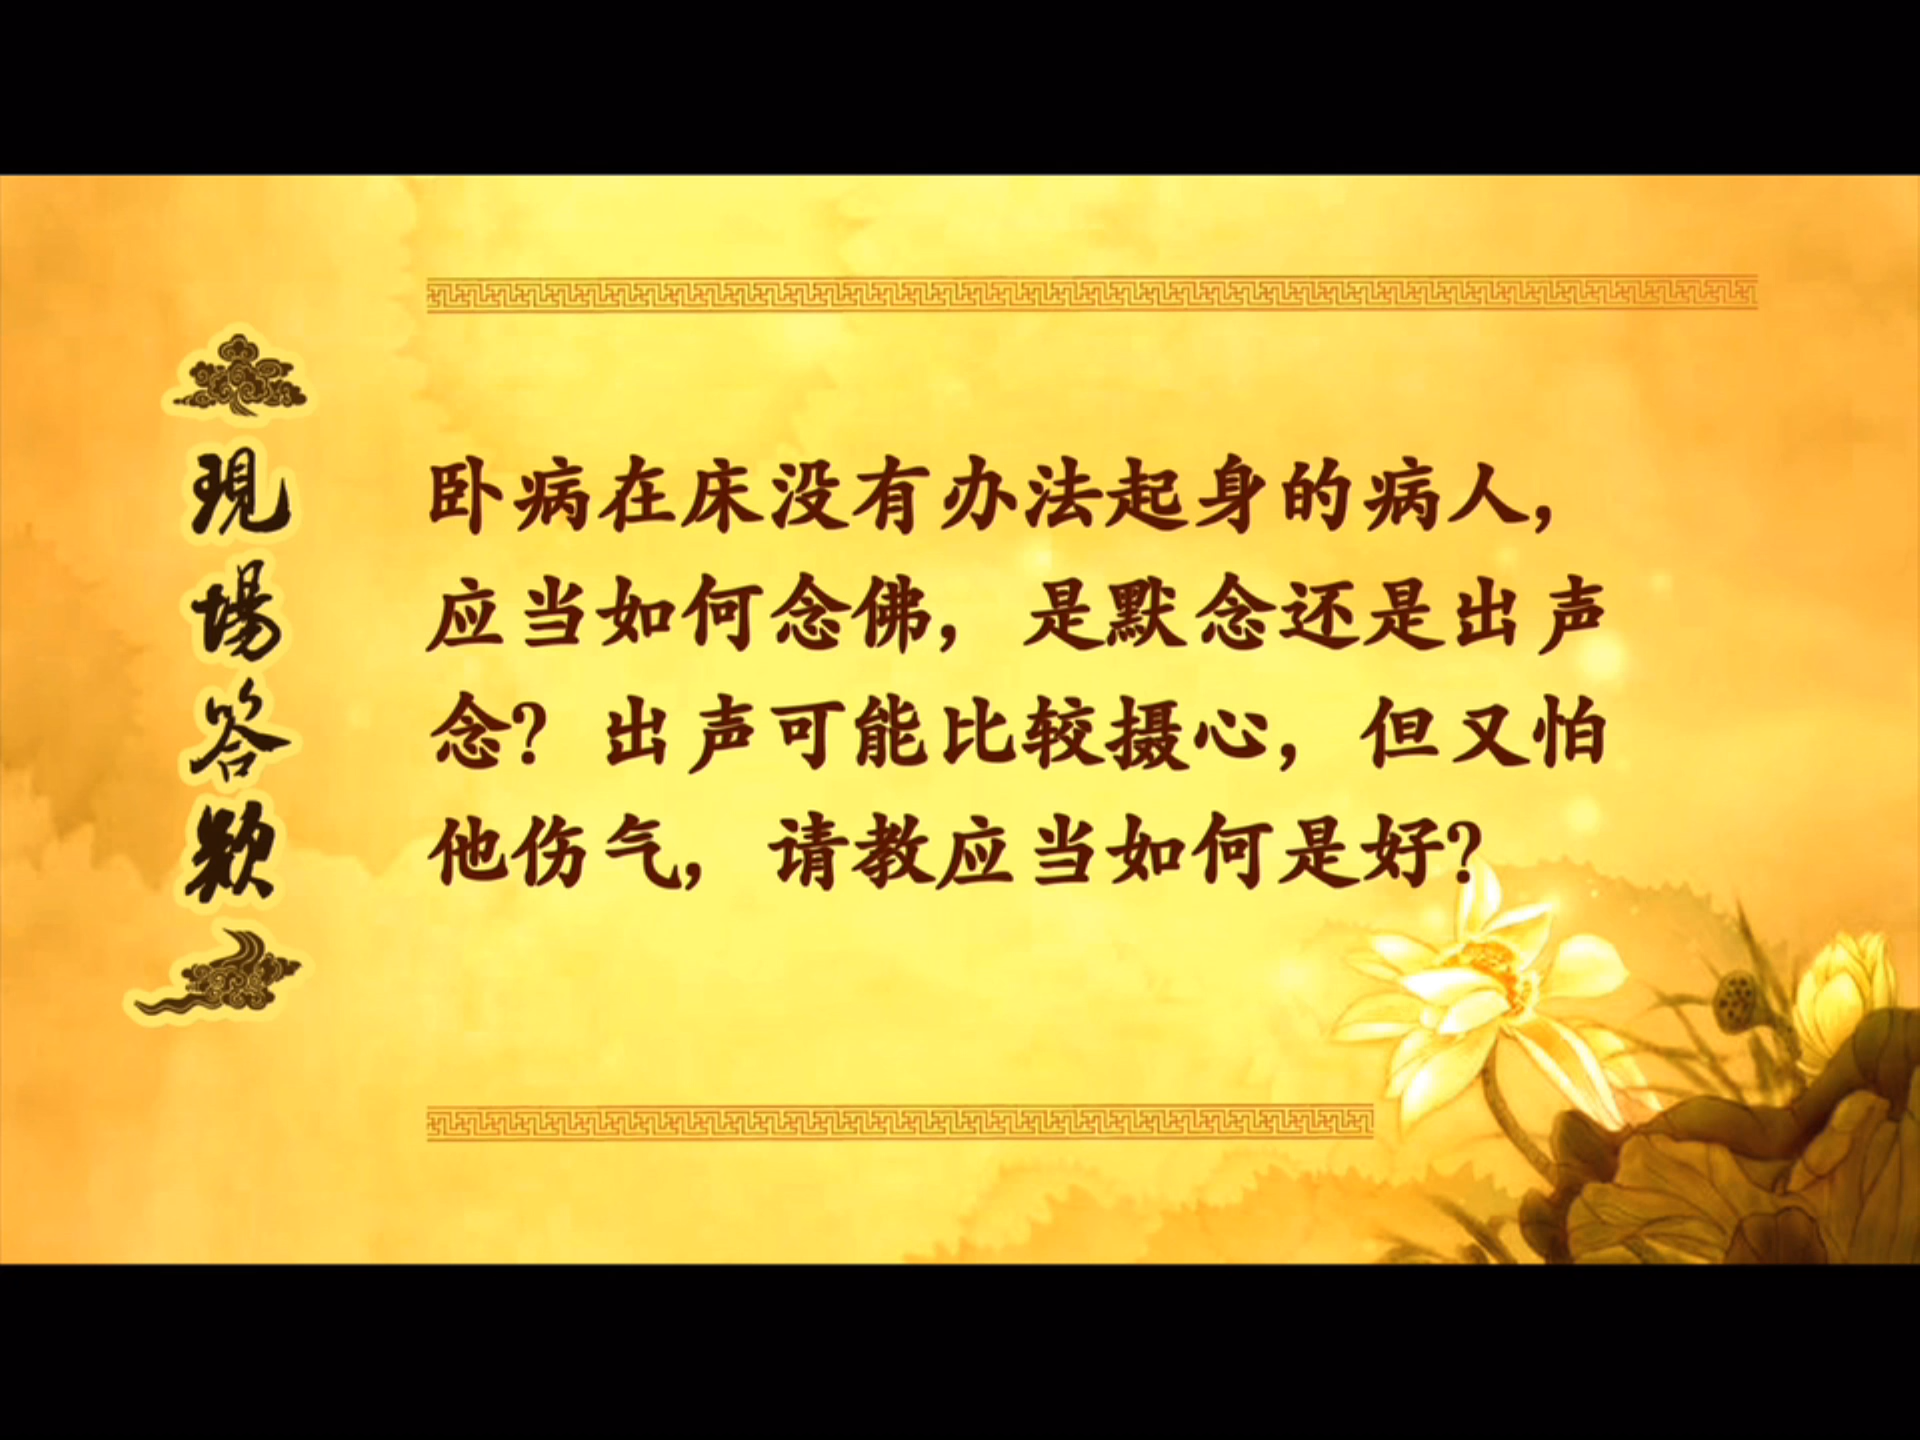 現場答疑
卧病在床没有办法起身的病人，
应当如何念佛，是默念还是出声
念？出声可能比较摄心，但又怕
他伤气，请教应当如何是好？